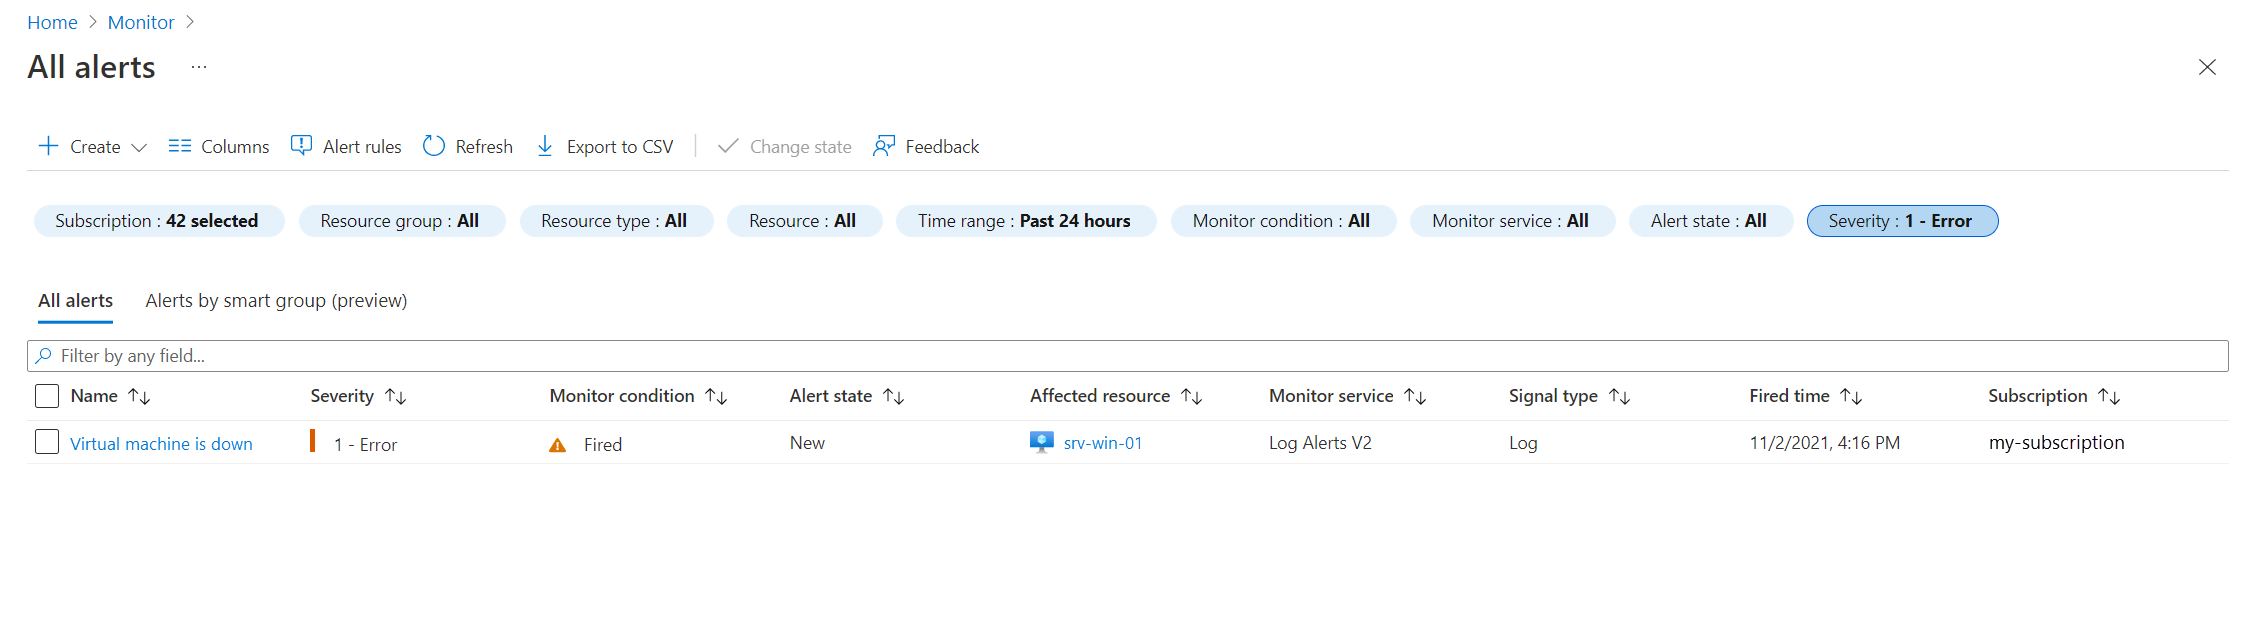 Home > Monitor >
All alerts ...
Create Columns Alert rules Refresh Export to CSV Change state Feedback
Subscription : 42 selected Resource group : All Resource type : All Resource : All Time range : Past 24 hours Monitor condition : All Monitor service : All Alert state : All Severity : 1 - Error
All alerts Alerts by smart group (preview)
Filter by any field...
Name Severity Monitor condition Alert state Affected resource Monitor service Signal type Fired time Subscription
Virtual machine is down 1 - Error Fired New srv-win-01 Log Alerts V2 Log 11/2/2021, 4:16 PM my-subscription